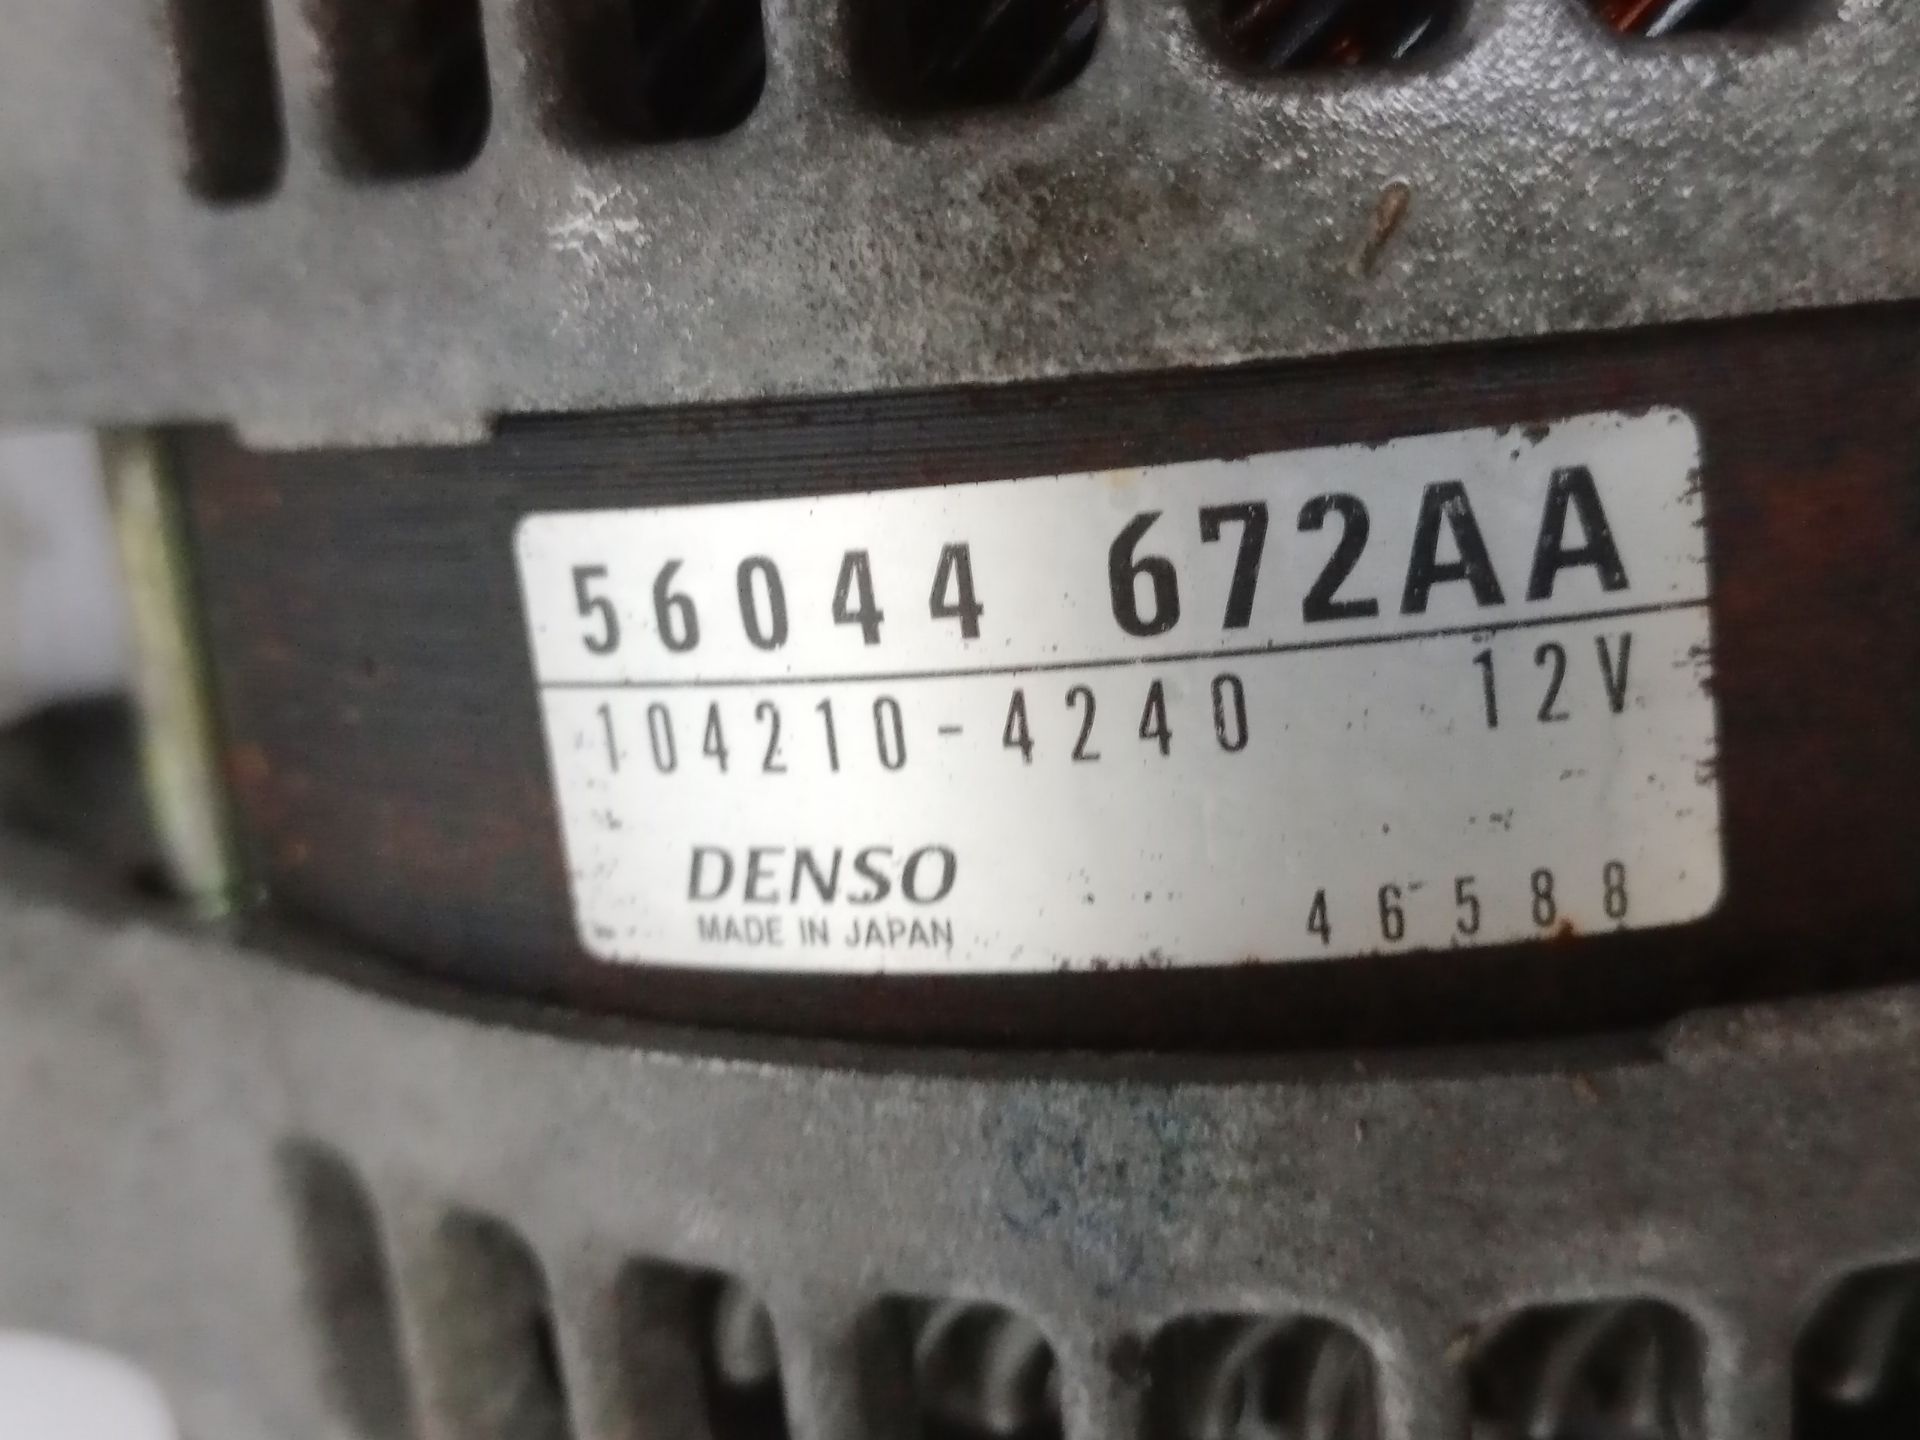 56044 672AA
104210-4240 12V
DENSO
MADE IN JAPAN
46588